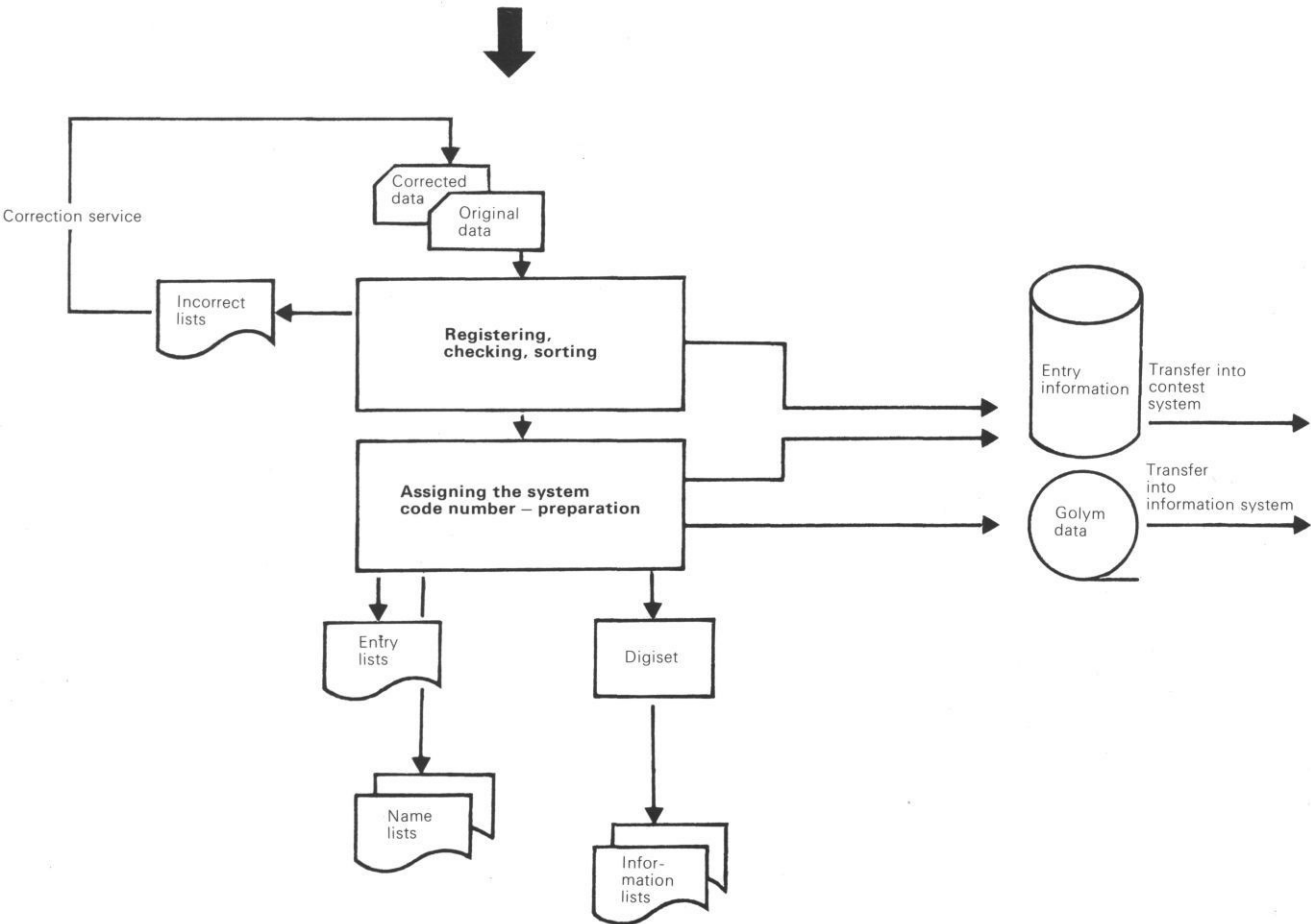 Corrected
data
Original
data
Correction service
Incorrect
lists
Registering,
checking, sorting
Entry
information
Transfer into
contest
system
Assigning the system
code number – preparation
Transfer
into
information system
Golym
data
Entry
lists
Digiset
Name
lists
Infor-
mation
lists